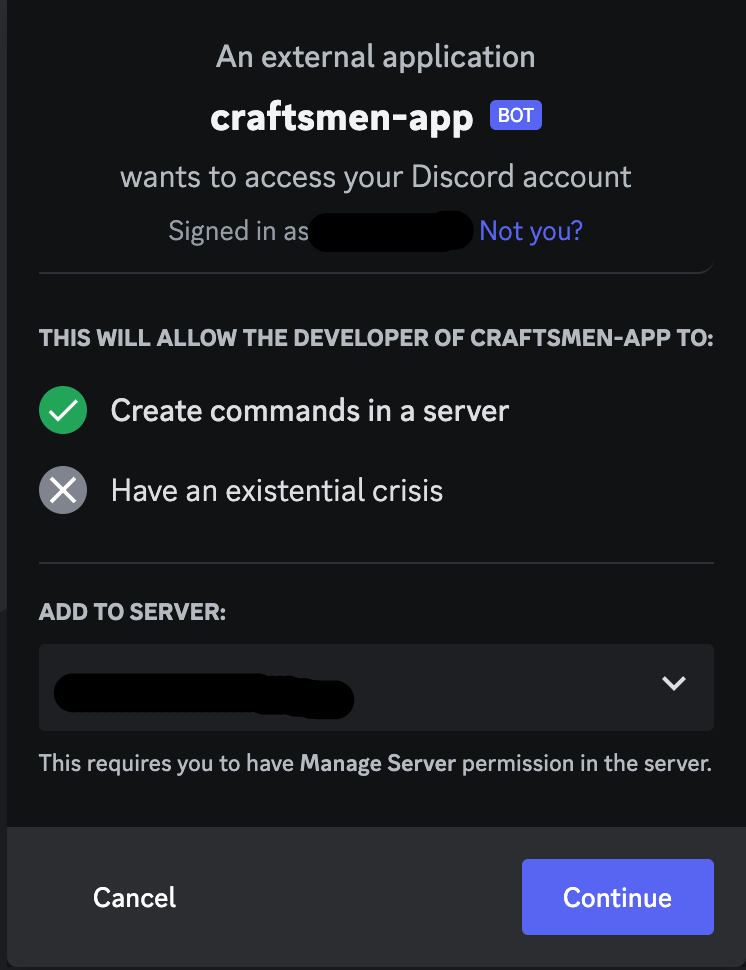 An external application
craftsmen-app BOT
wants to access your Discord account
Signed in as Not you?
THIS WILL ALLOW THE DEVELOPER OF CRAFTSMEN-APP TO:
Create commands in a server
Have an existential crisis
ADD TO SERVER:
This requires you to have Manage Server permission in the server.
Cancel Continue